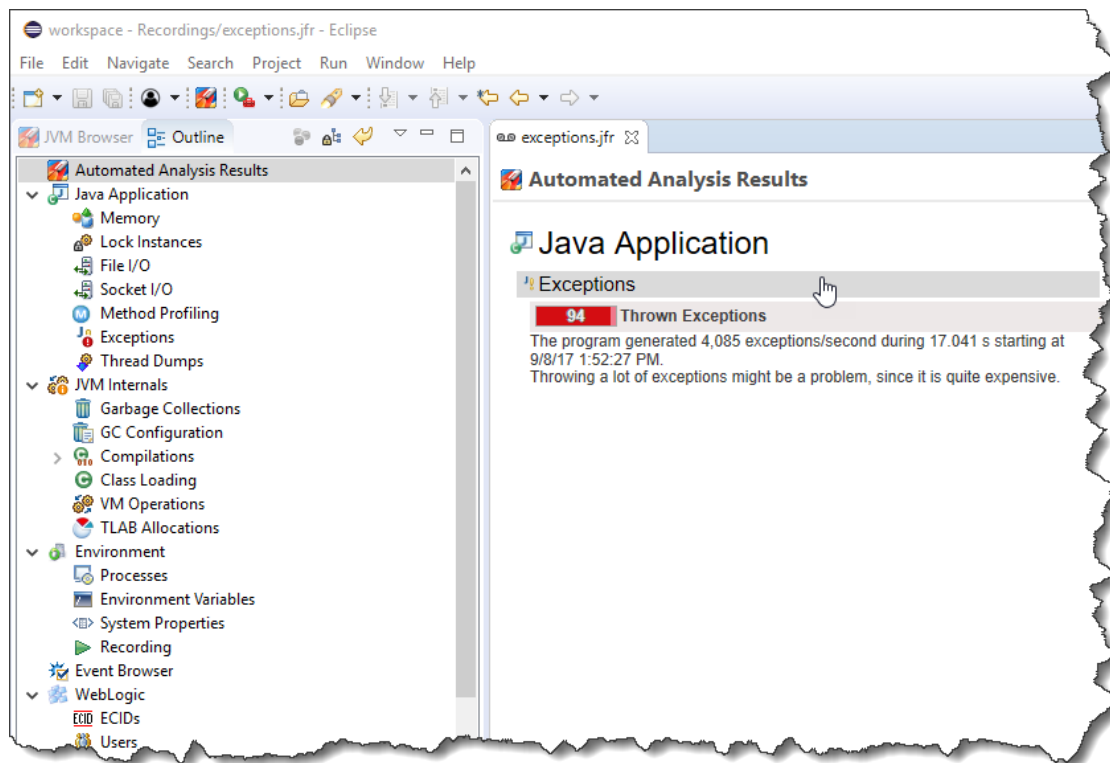 workspace - Recordings/exceptions.jfr - Eclipse
File Edit Navigate Search Project Run Window Help
JVM Browser Outline
Automated Analysis Results
Java Application
Memory
Lock Instances
File I/O
Socket I/O
Method Profiling
Exceptions
Thread Dumps
JVM Internals
Garbage Collections
GC Configuration
Compilations
Class Loading
VM Operations
TLAB Allocations
Environment
Processes
Environment Variables
System Properties
Recording
Event Browser
WebLogic
ECID ECIDs
Users
exceptions.jfr
Automated Analysis Results
Java Application
Exceptions
94 Thrown Exceptions
The program generated 4,085 exceptions/second during 17.041 s starting at
9/8/17 1:52:27 PM.
Throwing a lot of exceptions might be a problem, since it is quite expensive.